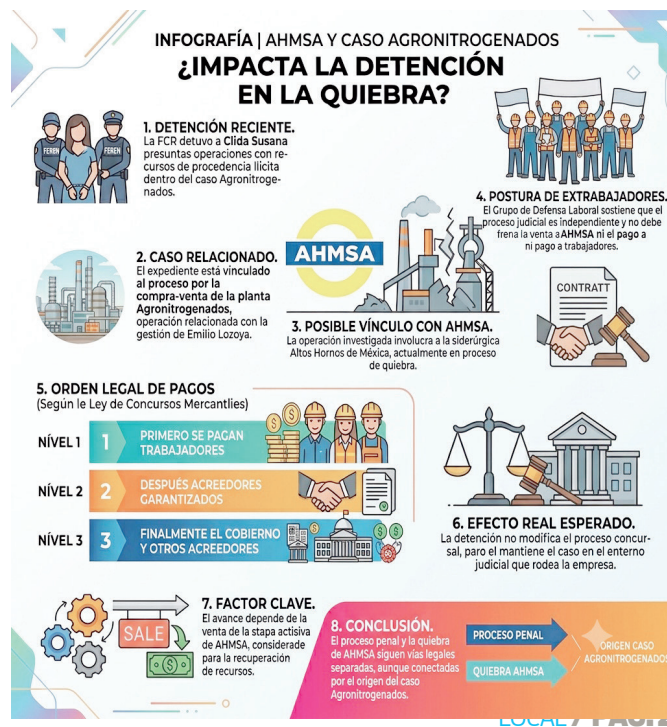 INFOGRAFÍA | AHMSA Y CASO AGRONITROGENADOS
¿IMPACTA LA DETENCIÓN
EN LA QUIEBRA?
1. DETENCIÓN RECIENTE.
La FCR detuvo a Clida Susana
presuntas operaciones con re-
cursos de procedencia llicita
dentro del caso Agronitroge-
nados.
FEREN
FEREN
2. CASO RELACIONADO.
El expediente está vinculado
al proceso por la
compra-venta de la planta
Agronitrogenados,
operación relacionada con la
gestión de Emilio Lozoya.
AHMSA
3. POSIBLE VÍNCULO CON AHMSA.
La operación investigada involucra a la siderúrgica
Altos Hornos de México, actualmente en proceso
de quiebra.
4. POSTURA DE EXTRABAJADORES.
El Grupo de Defensa Laboral sostiene que el
proceso judicial es independiente y no debe
frena la venta a AHMSA ni el pago a
ni pago a trabajadores.
CONTRATT
5. ORDEN LEGAL DE PAGOS
(Según le Ley de Concursos Mercantlies)
NÍVEL 1
1
PRIMERO SE PAGAN
TRABAJADORES
NÍVEL 2
2
DESPUÉS ACREEDORES
GARANTIZADOS
NÍVEL 3
3
FINALMENTE EL COBIERNO
Y OTROS ACREEDORES
6. EFECTO REAL ESPERADO.
La detención no modifica el proceso concur-
sal, paro el mantiene el caso en el enterno
judicial que rodea la empresa.
SALE
7. FACTOR CLAVE.
El avance depende de la
venta de la stapa actisiva
de AHMSA, considerade
para la recuperación
de recursos.
8. CONCLUSIÓN.
El proceso penal y la quiebra
de AHMSA siguen vías legales
separadas, aunque conectadas
por el origen del caso
Agronitrogenados.
PROCESO PENAL
QUIEBRA AHMSA
ORIGEN CASO
AGRONITROGENADOS